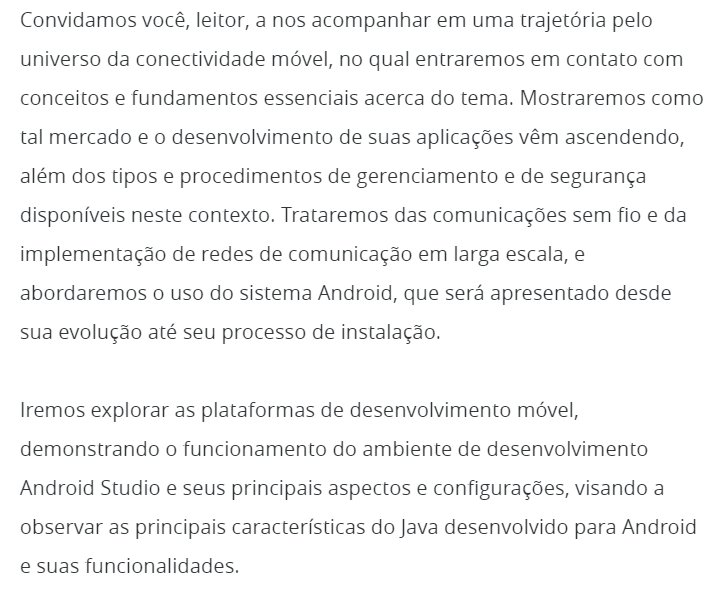 Convidamos você, leitor, a nos acompanhar em uma trajetória pelo
universo da conectividade móvel, no qual entraremos em contato com
conceitos e fundamentos essenciais acerca do tema. Mostraremos como
tal mercado e o desenvolvimento de suas aplicações vêm ascendendo,
além dos tipos e procedimentos de gerenciamento e de segurança
disponíveis neste contexto. Trataremos das comunicações sem fio e da
implementação de redes de comunicação em larga escala, e
abordaremos o uso do sistema Android, que será apresentado desde
sua evolução até seu processo de instalação.
Iremos explorar as plataformas de desenvolvimento móvel,
demonstrando o funcionamento do ambiente de desenvolvimento
Android Studio e seus principais aspectos e configurações, visando a
observar as principais características do Java desenvolvido para Android
e suas funcionalidades.